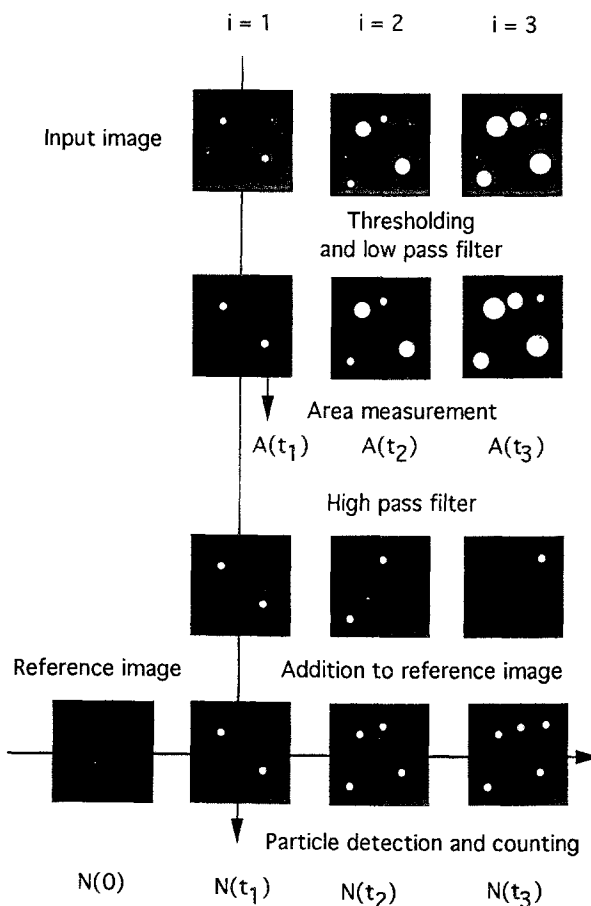 i = 1 i = 2 i = 3
Input image
Thresholding
and low pass filter
Area measurement
A(t1) A(t2) A(t3)
High pass filter
Reference image Addition to reference image
Particle detection and counting
N(0) N(t1) N(t2) N(t3)